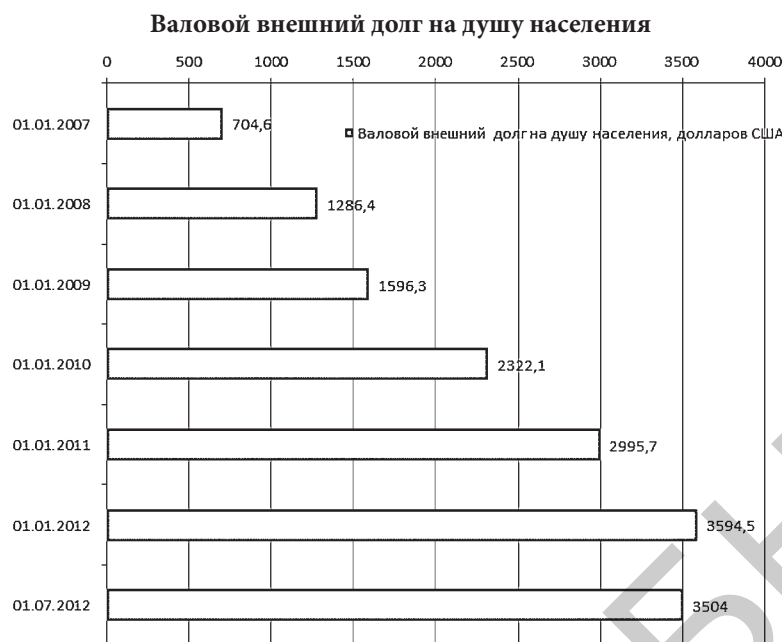 Валовой внешний долг на душу населения
0 500 1000 1500 2000 2500 3000 3500 4000
01.01.2007 704,6
Валовой внешний долг на душу населения, долларов США
01.01.2008 1286,4
01.01.2009 1596,3
01.01.2010 2322,1
01.01.2011 2995,7
01.01.2012 3594,5
01.07.2012 3504